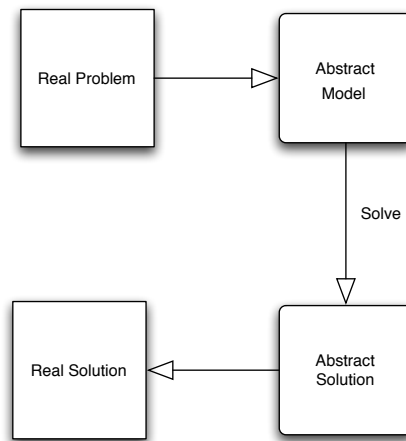 Real Problem
Abstract
Model
Solve
Real Solution
Abstract
Solution